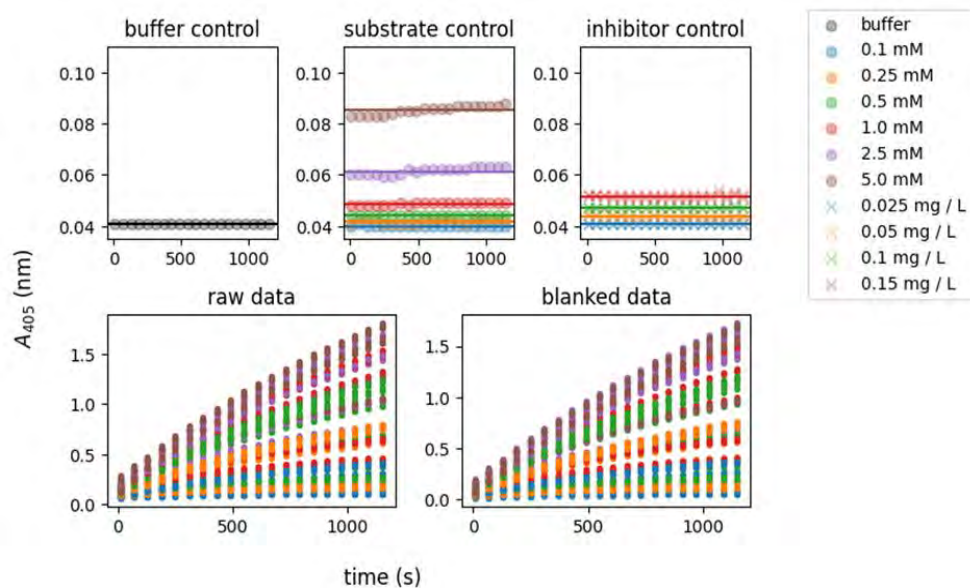 buffer control
substrate control
inhibitor control
buffer
0.1 mM
0.25 mM
0.5 mM
1.0 mM
2.5 mM
5.0 mM
0.025 mg / L
0.05 mg / L
0.1 mg / L
0.15 mg / L
0.10
0.08
0.06
0.04
0 500 1000
0.10
0.08
0.06
0.04
0 500 1000
0.10
0.08
0.06
0.04
0 500 1000
A405 (nm)
raw data
blanked data
1.5
1.0
0.5
0.0
0 500 1000
1.5
1.0
0.5
0.0
0 500 1000
time (s)